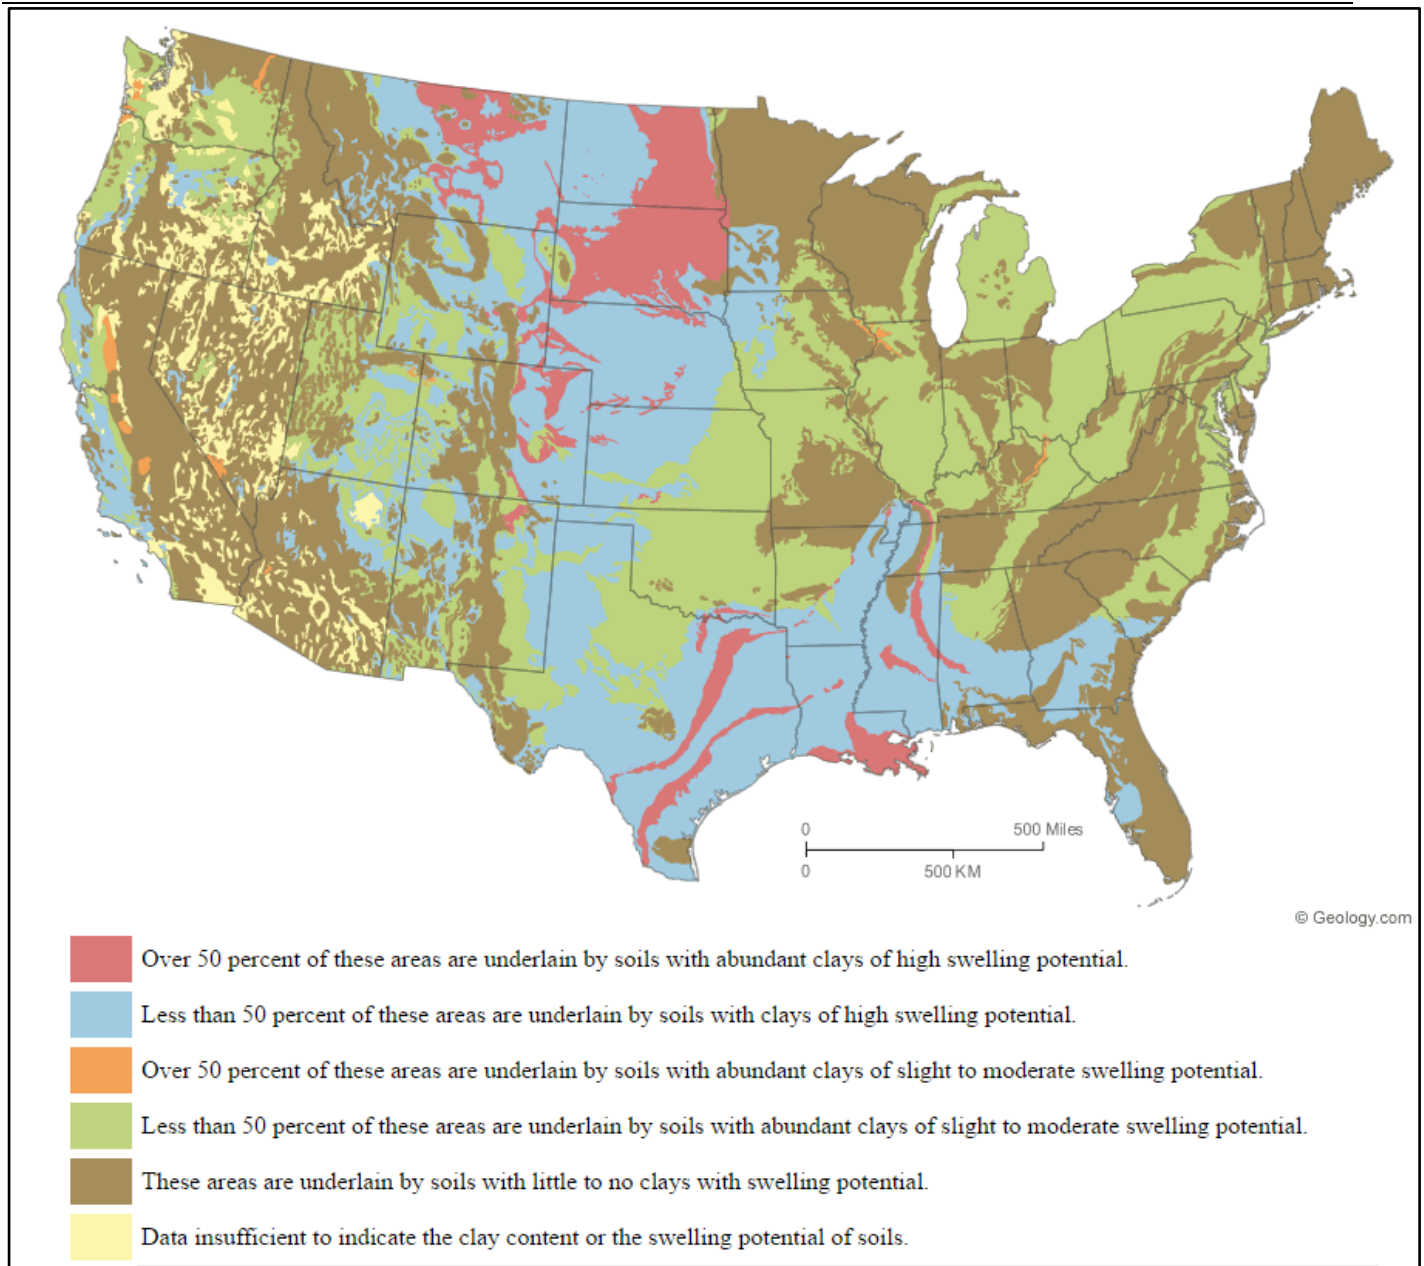 0
500 Miles
0
500 KM
© Geology.com
Over 50 percent of these areas are underlain by soils with abundant clays of high swelling potential.
Less than 50 percent of these areas are underlain by soils with clays of high swelling potential.
Over 50 percent of these areas are underlain by soils with abundant clays of slight to moderate swelling potential.
Less than 50 percent of these areas are underlain by soils with abundant clays of slight to moderate swelling potential.
These areas are underlain by soils with little to no clays with swelling potential.
Data insufficient to indicate the clay content or the swelling potential of soils.